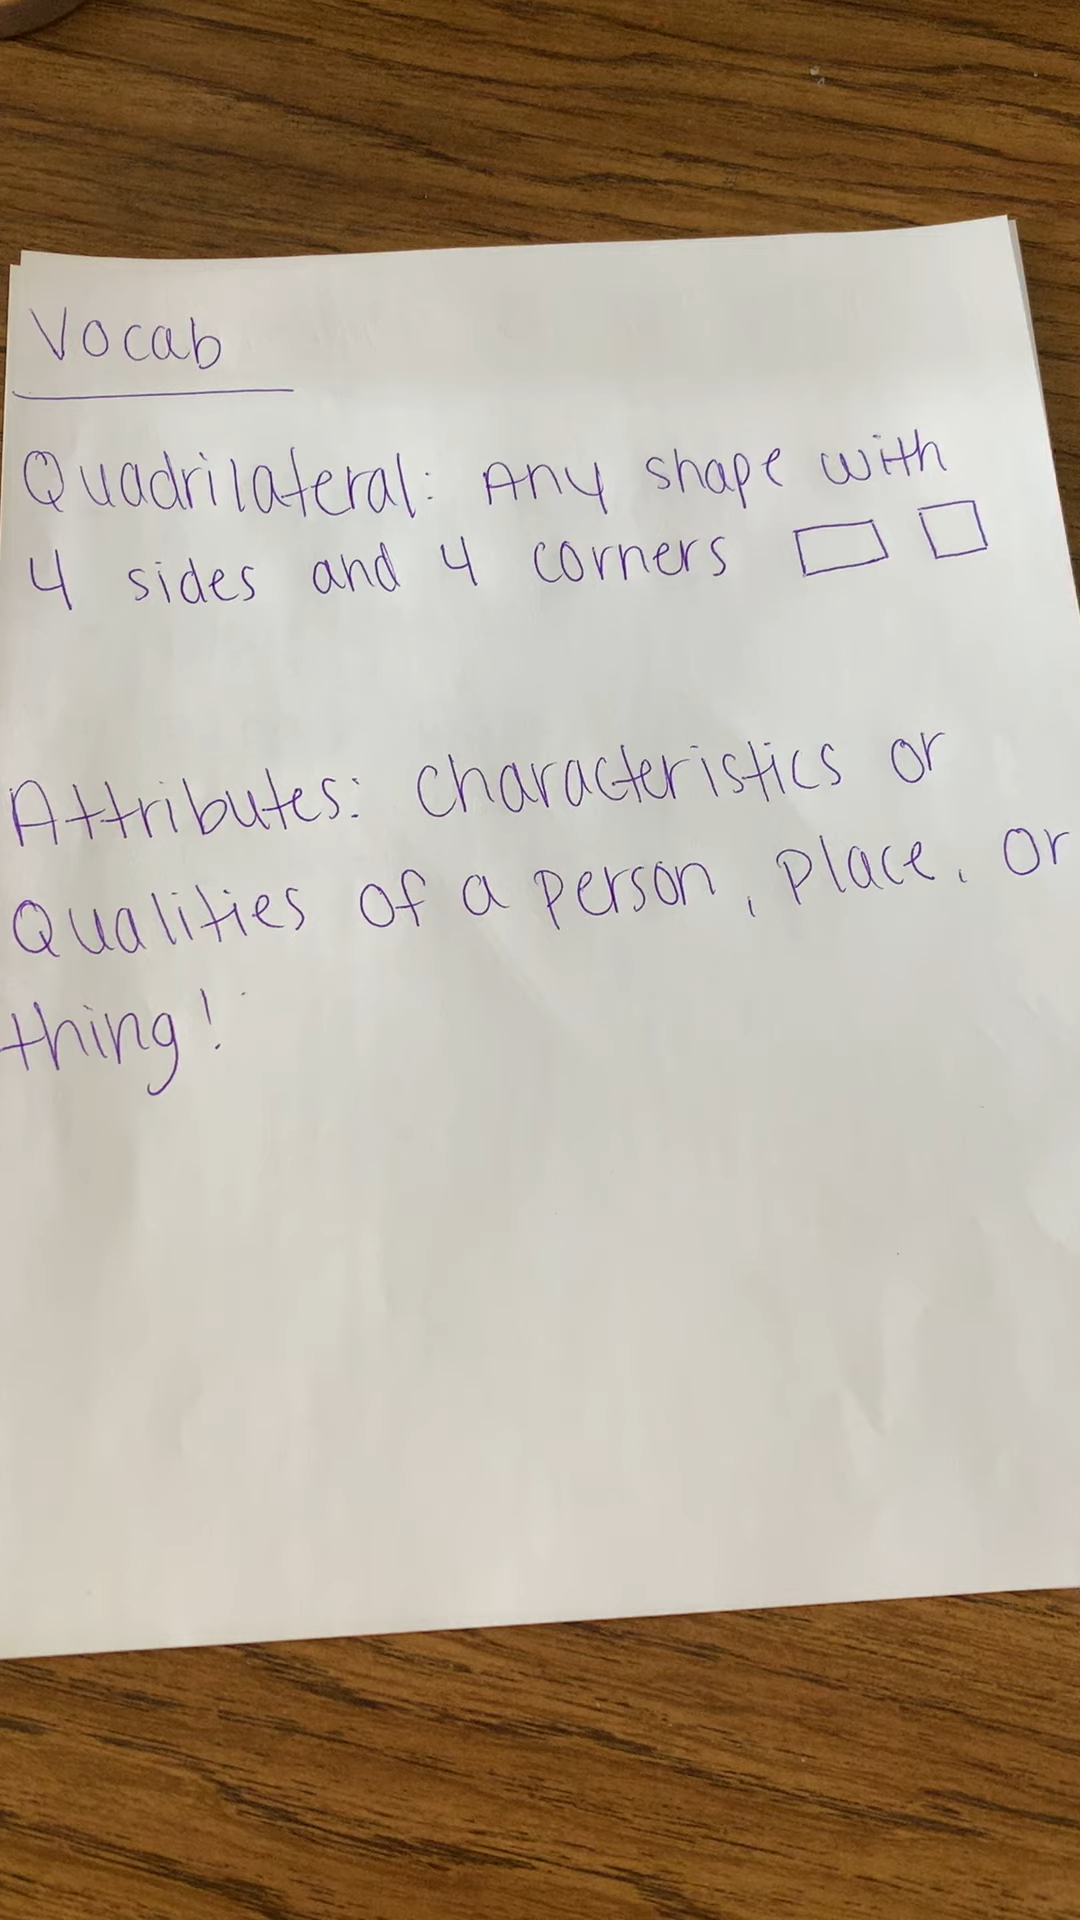 Vocab
Quadrilateral: Any shape with
4 sides and 4 corners
Attributes: Characteristics or
Qualities of a person, place, or
thing!